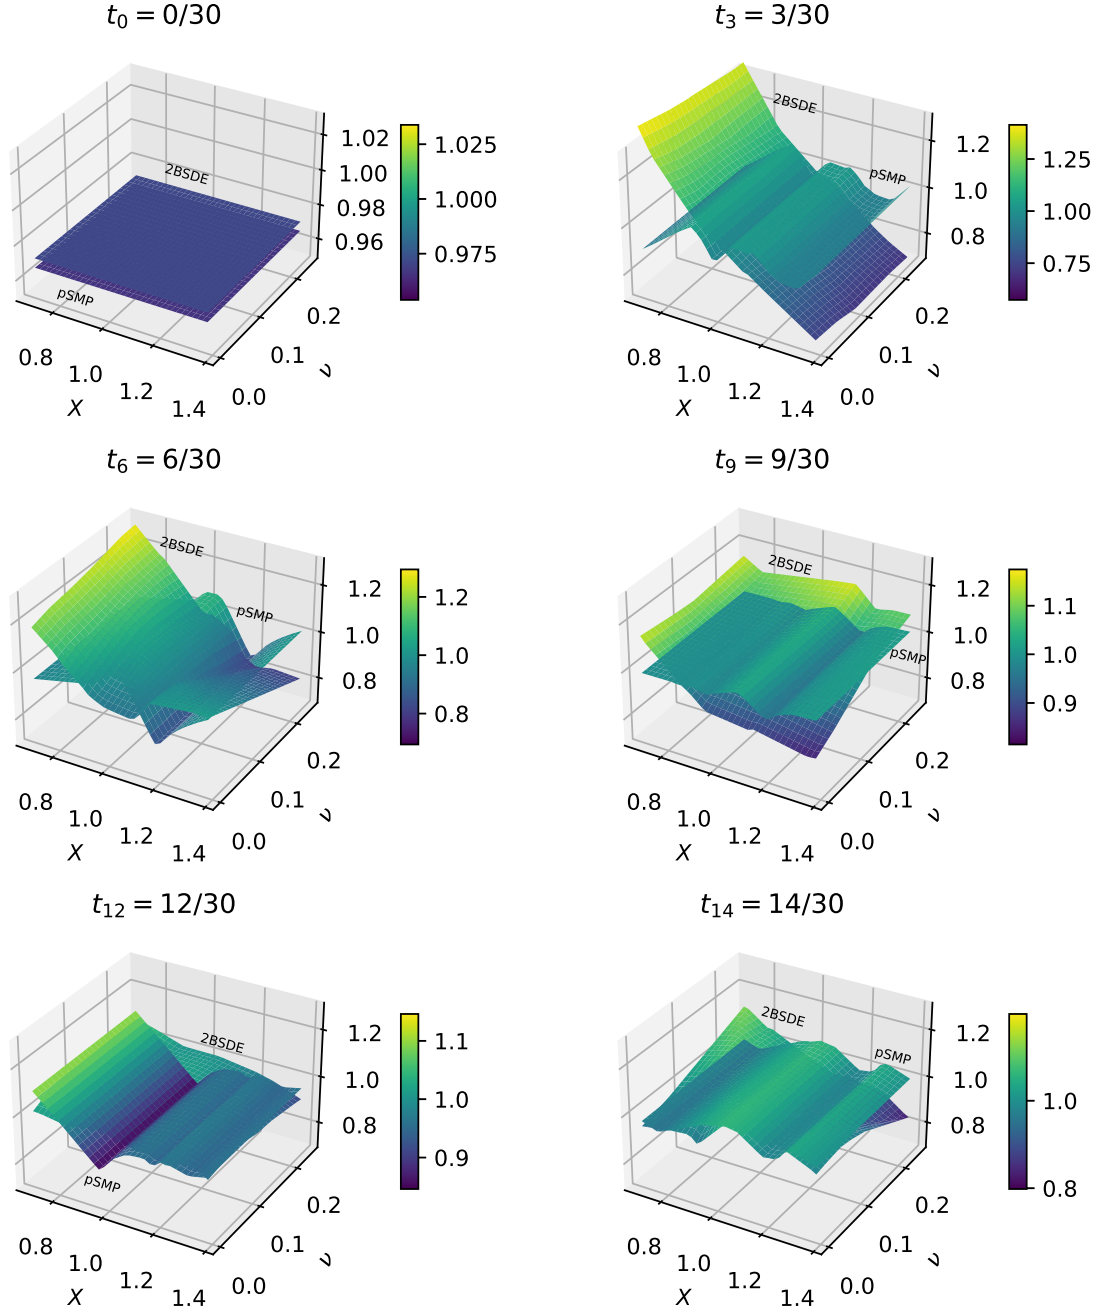 t₀ = 0/30
2BSDE
pSMP
1.02
1.00
0.98
0.96
1.025
1.000
0.975
0.8
1.0
1.2
1.4
X
0.0
0.1
0.2
ν
t₃ = 3/30
2BSDE
pSMP
1.2
1.0
0.8
1.25
1.00
0.75
0.8
1.0
1.2
1.4
X
0.0
0.1
0.2
ν
t₆ = 6/30
2BSDE
pSMP
1.2
1.0
0.8
1.2
1.0
0.8
0.8
1.0
1.2
1.4
X
0.0
0.1
0.2
ν
t₉ = 9/30
2BSDE
pSMP
1.2
1.0
0.8
1.1
1.0
0.9
0.8
1.0
1.2
1.4
X
0.0
0.1
0.2
ν
t₁₂ = 12/30
2BSDE
pSMP
1.2
1.0
0.8
1.1
1.0
0.9
0.8
1.0
1.2
1.4
X
0.0
0.1
0.2
ν
t₁₄ = 14/30
2BSDE
pSMP
1.2
1.0
0.8
1.0
0.8
0.8
1.0
1.2
1.4
X
0.0
0.1
0.2
ν